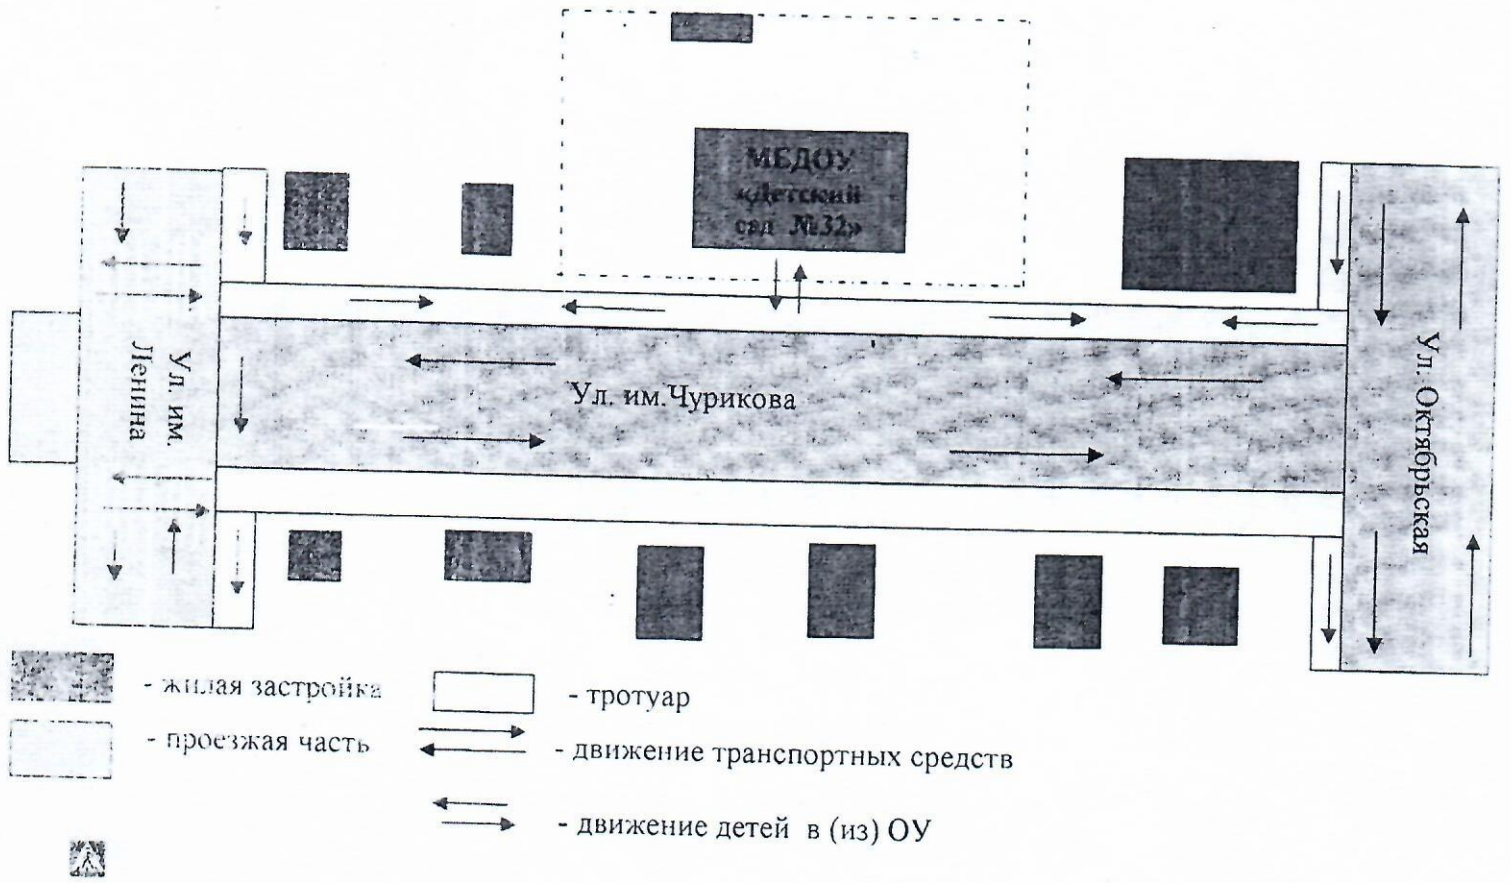 МБДОУ
«Детский
сад №32»
Ул. им.
Ленина
Ул. им.Чурикова
Ул. Октябрьская
- жилая застройка
- тротуар
- проезжая часть
- движение транспортных средств
- движение детей в (из) ОУ